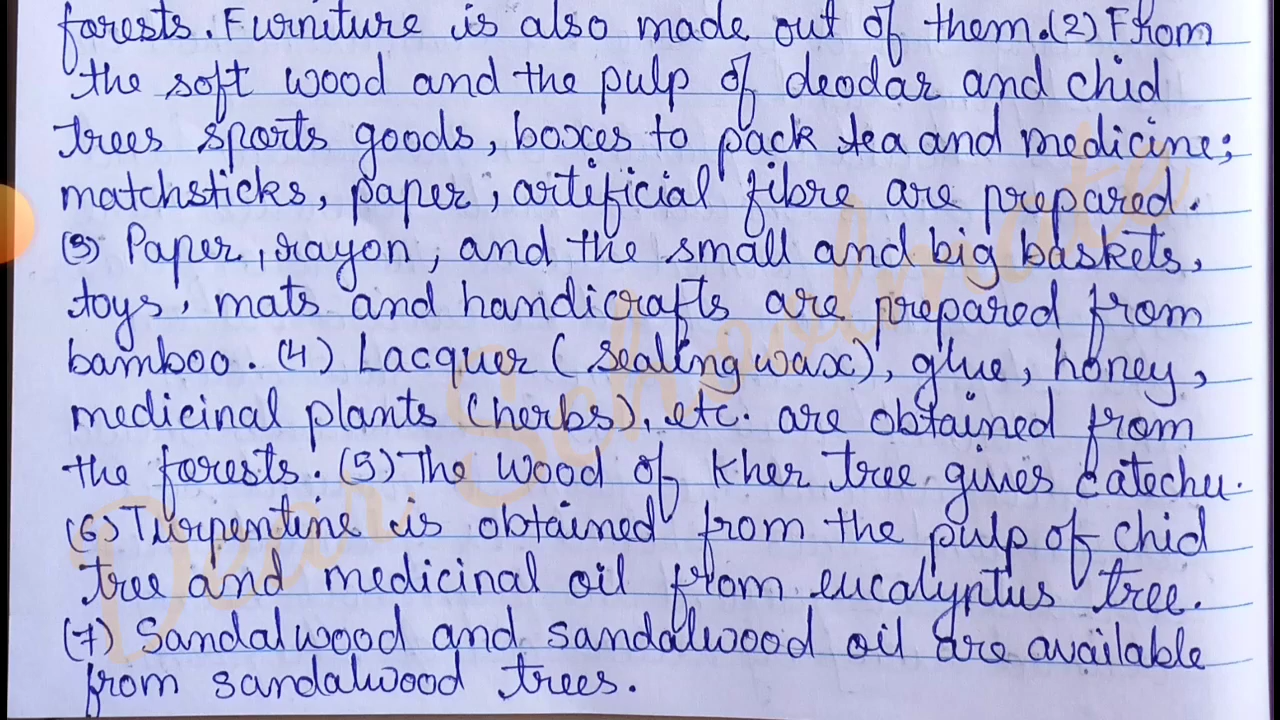 forests. Furniture is also made out of them.(2) From
the soft wood and the pulp of deodar and chid
trees sports goods, boxes to pack tea and medicine;
matchsticks, paper, artificial fibre are prepared.
(3) Paper, rayon, and the small and big baskets,
toys, mats and handicrafts are prepared from
bamboo. (4) Lacquer (sealing wax), glue, honey,
medicinal plants (herbs), etc. are obtained from
the forests. (5) The wood of Kher tree gives catechu.
(6) Turpentine is obtained from the pulp of chid
tree and medicinal oil from eucalyptus tree.
(7) Sandalwood and sandalwood oil are available
from sandalwood trees.
Dear Schoolmate